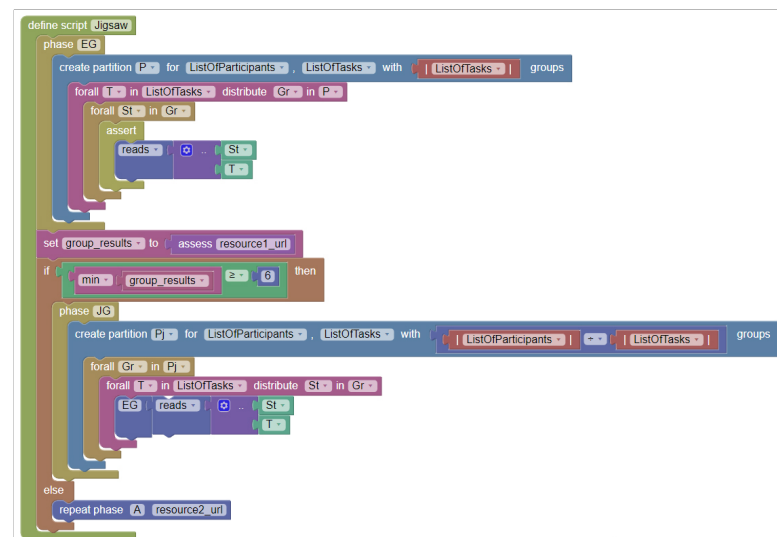 define script Jigsaw
phase EG
create partition P for ListOfParticipants , ListOfTasks with | ListOfTasks | groups
forall T in ListOfTasks distribute Gr in P
forall St in Gr
assert
reads .. St
T
set group_results to assess resource1_url
if min group_results ≥ 6 then
phase JG
create partition Pj for ListOfParticipants , ListOfTasks with | ListOfParticipants | ÷ | ListOfTasks | groups
forall Gr in Pj
forall T in ListOfTasks distribute St in Gr
EG reads .. St
T
else
repeat phase A resource2_url